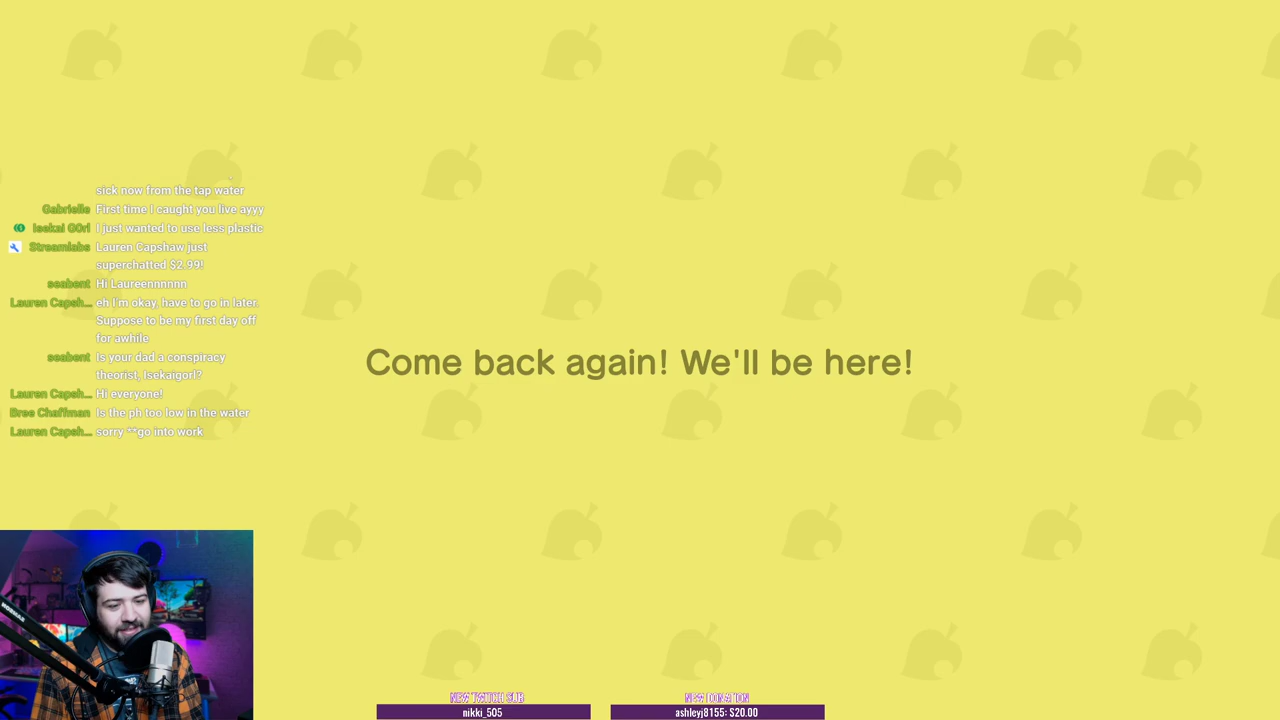 sick now from the tap water
Gabrielle First time I caught you live ayyy
Isekai G0rl I just wanted to use less plastic
Streamlabs Lauren Capshaw just
superchatted $2.99!
seabent Hi Laureennnnnn
Lauren Capsh... eh I'm okay, have to go in later.
Suppose to be my first day off
for awhile
seabent Is your dad a conspiracy
theorist, Isekaigorl?
Lauren Capsh... Hi everyone!
Bree Chaffman Is the ph too low in the water
Lauren Capsh... sorry **go into work
Come back again! We'll be here!
NEW TWITCH SUB
nikki_505
NEW DONATION
ashleyj8155: $20.00